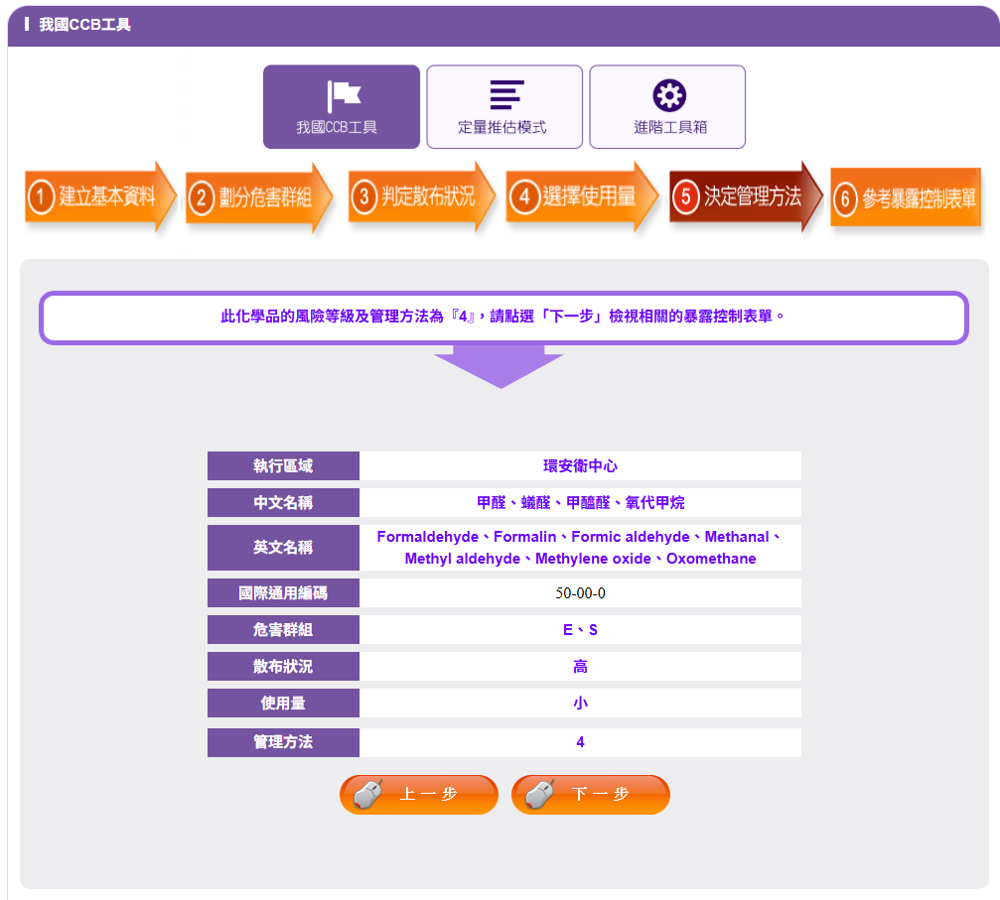 我國CCB工具
我國CCB工具
定量推估模式
進階工具箱
1 建立基本資料
2 劃分危害群組
3 判定散布狀況
4 選擇使用量
5 決定管理方法
6 參考暴露控制表單
此化學品的風險等級及管理方法為『4』，請點選「下一步」檢視相關的暴露控制表單。
執行區域 環安衛中心
中文名稱 甲醛、蟻醛、甲醯醛、氧代甲烷
英文名稱 Formaldehyde、Formalin、Formic aldehyde、Methanal、
Methyl aldehyde、Methylene oxide、Oxomethane
國際通用編碼 50-00-0
危害群組 E、S
散布狀況 高
使用量 小
管理方法 4
上一步
下一步